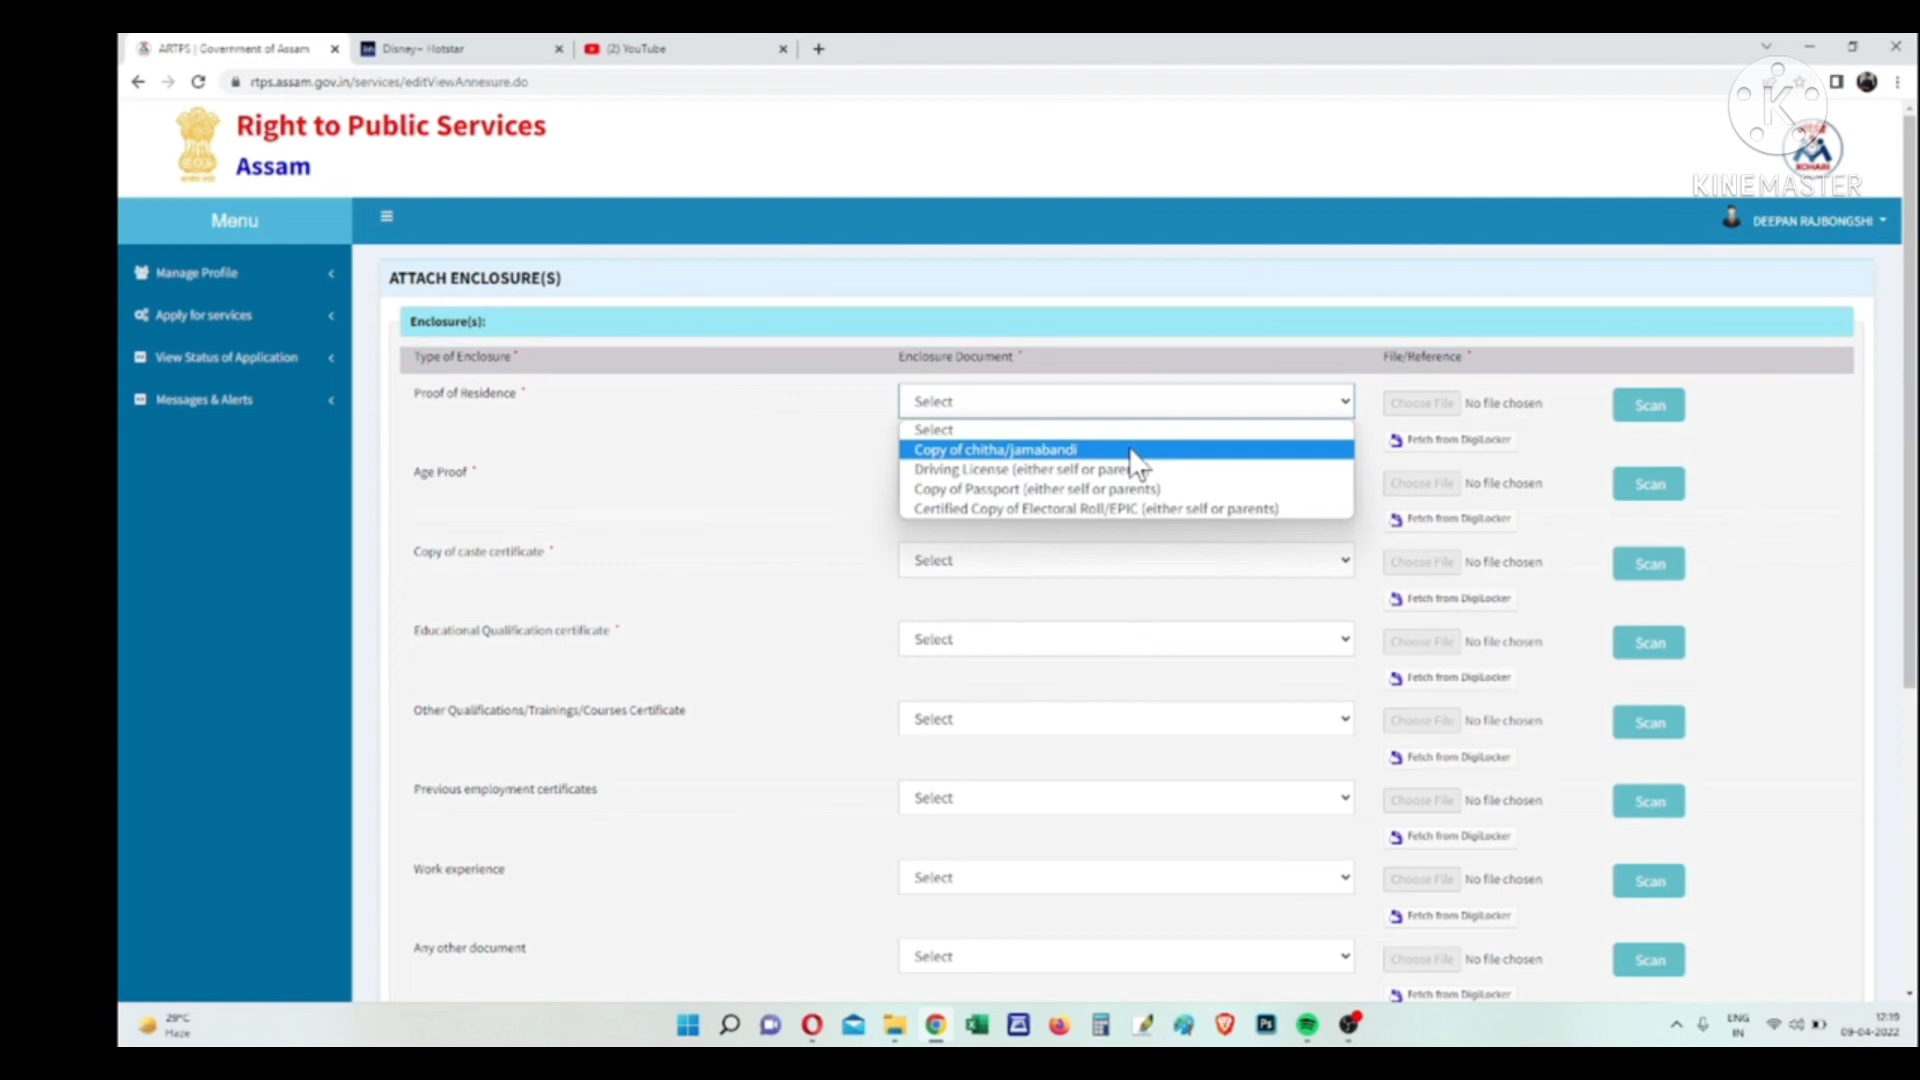 ARTPS | Government of Assam
Disney+ Hotstar
(2) YouTube
rtps.assam.gov.in/services/editViewAnnexure.do
Right to Public Services
Assam
KINEMASTER
Menu
DEEPAN RAJBONGSHI
Manage Profile
Apply for services
View Status of Application
Messages & Alerts
ATTACH ENCLOSURE(S)
Enclosure(s):
Type of Enclosure *
Enclosure Document *
File/Reference *
Proof of Residence *
Select
Choose File No file chosen
Scan
Fetch from DigiLocker
Select
Copy of chitha/jamabandi
Driving License (either self or paren
Copy of Passport (either self or parents)
Certified Copy of Electoral Roll/EPIC (either self or parents)
Age Proof *
Choose File No file chosen
Scan
Fetch from DigiLocker
Copy of caste certificate *
Select
Choose File No file chosen
Scan
Fetch from DigiLocker
Educational Qualification certificate *
Select
Choose File No file chosen
Scan
Fetch from DigiLocker
Other Qualifications/Trainings/Courses Certificate
Select
Choose File No file chosen
Scan
Fetch from DigiLocker
Previous employment certificates
Select
Choose File No file chosen
Scan
Fetch from DigiLocker
Work experience
Select
Choose File No file chosen
Scan
Fetch from DigiLocker
Any other document
Select
Choose File No file chosen
Scan
Fetch from DigiLocker
29°C
Haze
ENG
IN
12:19
09-04-2022